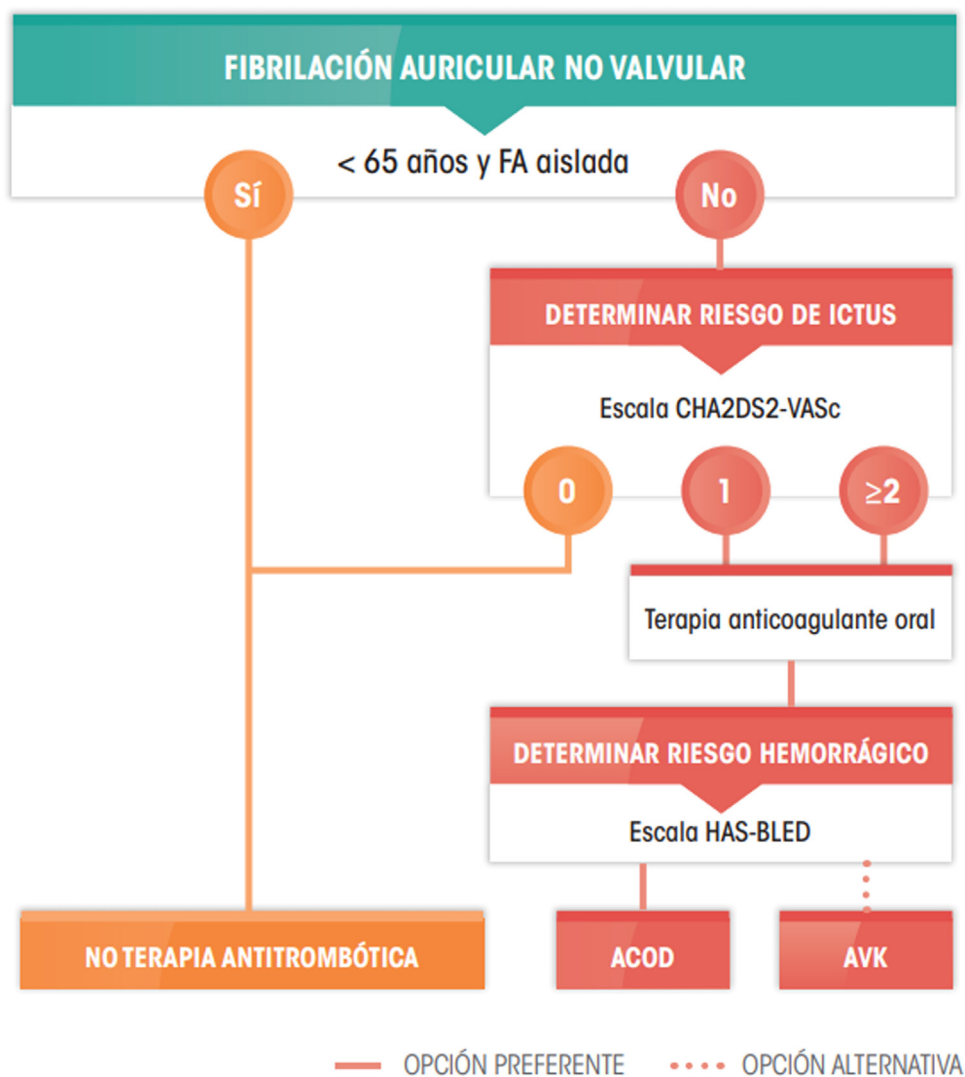 FIBRILACIÓN AURICULAR NO VALVULAR
< 65 años y FA aislada
Sí
No
DETERMINAR RIESGO DE ICTUS
Escala CHA2DS2-VASc
0
1
≥2
Terapia anticoagulante oral
DETERMINAR RIESGO HEMORRÁGICO
Escala HAS-BLED
NO TERAPIA ANTITROMBÓTICA
ACOD
AVK
OPCIÓN PREFERENTE
OPCIÓN ALTERNATIVA